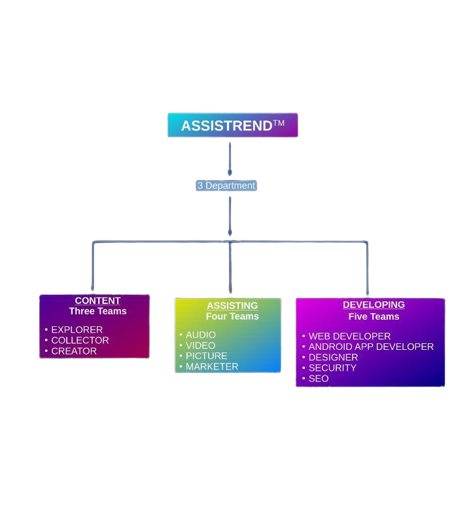 ASSISTREND™
3 Department
CONTENT
Three Teams
• EXPLORER
• COLLECTOR
• CREATOR
ASSISTING
Four Teams
• AUDIO
• VIDEO
• PICTURE
• MARKETER
DEVELOPING
Five Teams
• WEB DEVELOPER
• ANDROID APP DEVELOPER
• DESIGNER
• SECURITY
• SEO